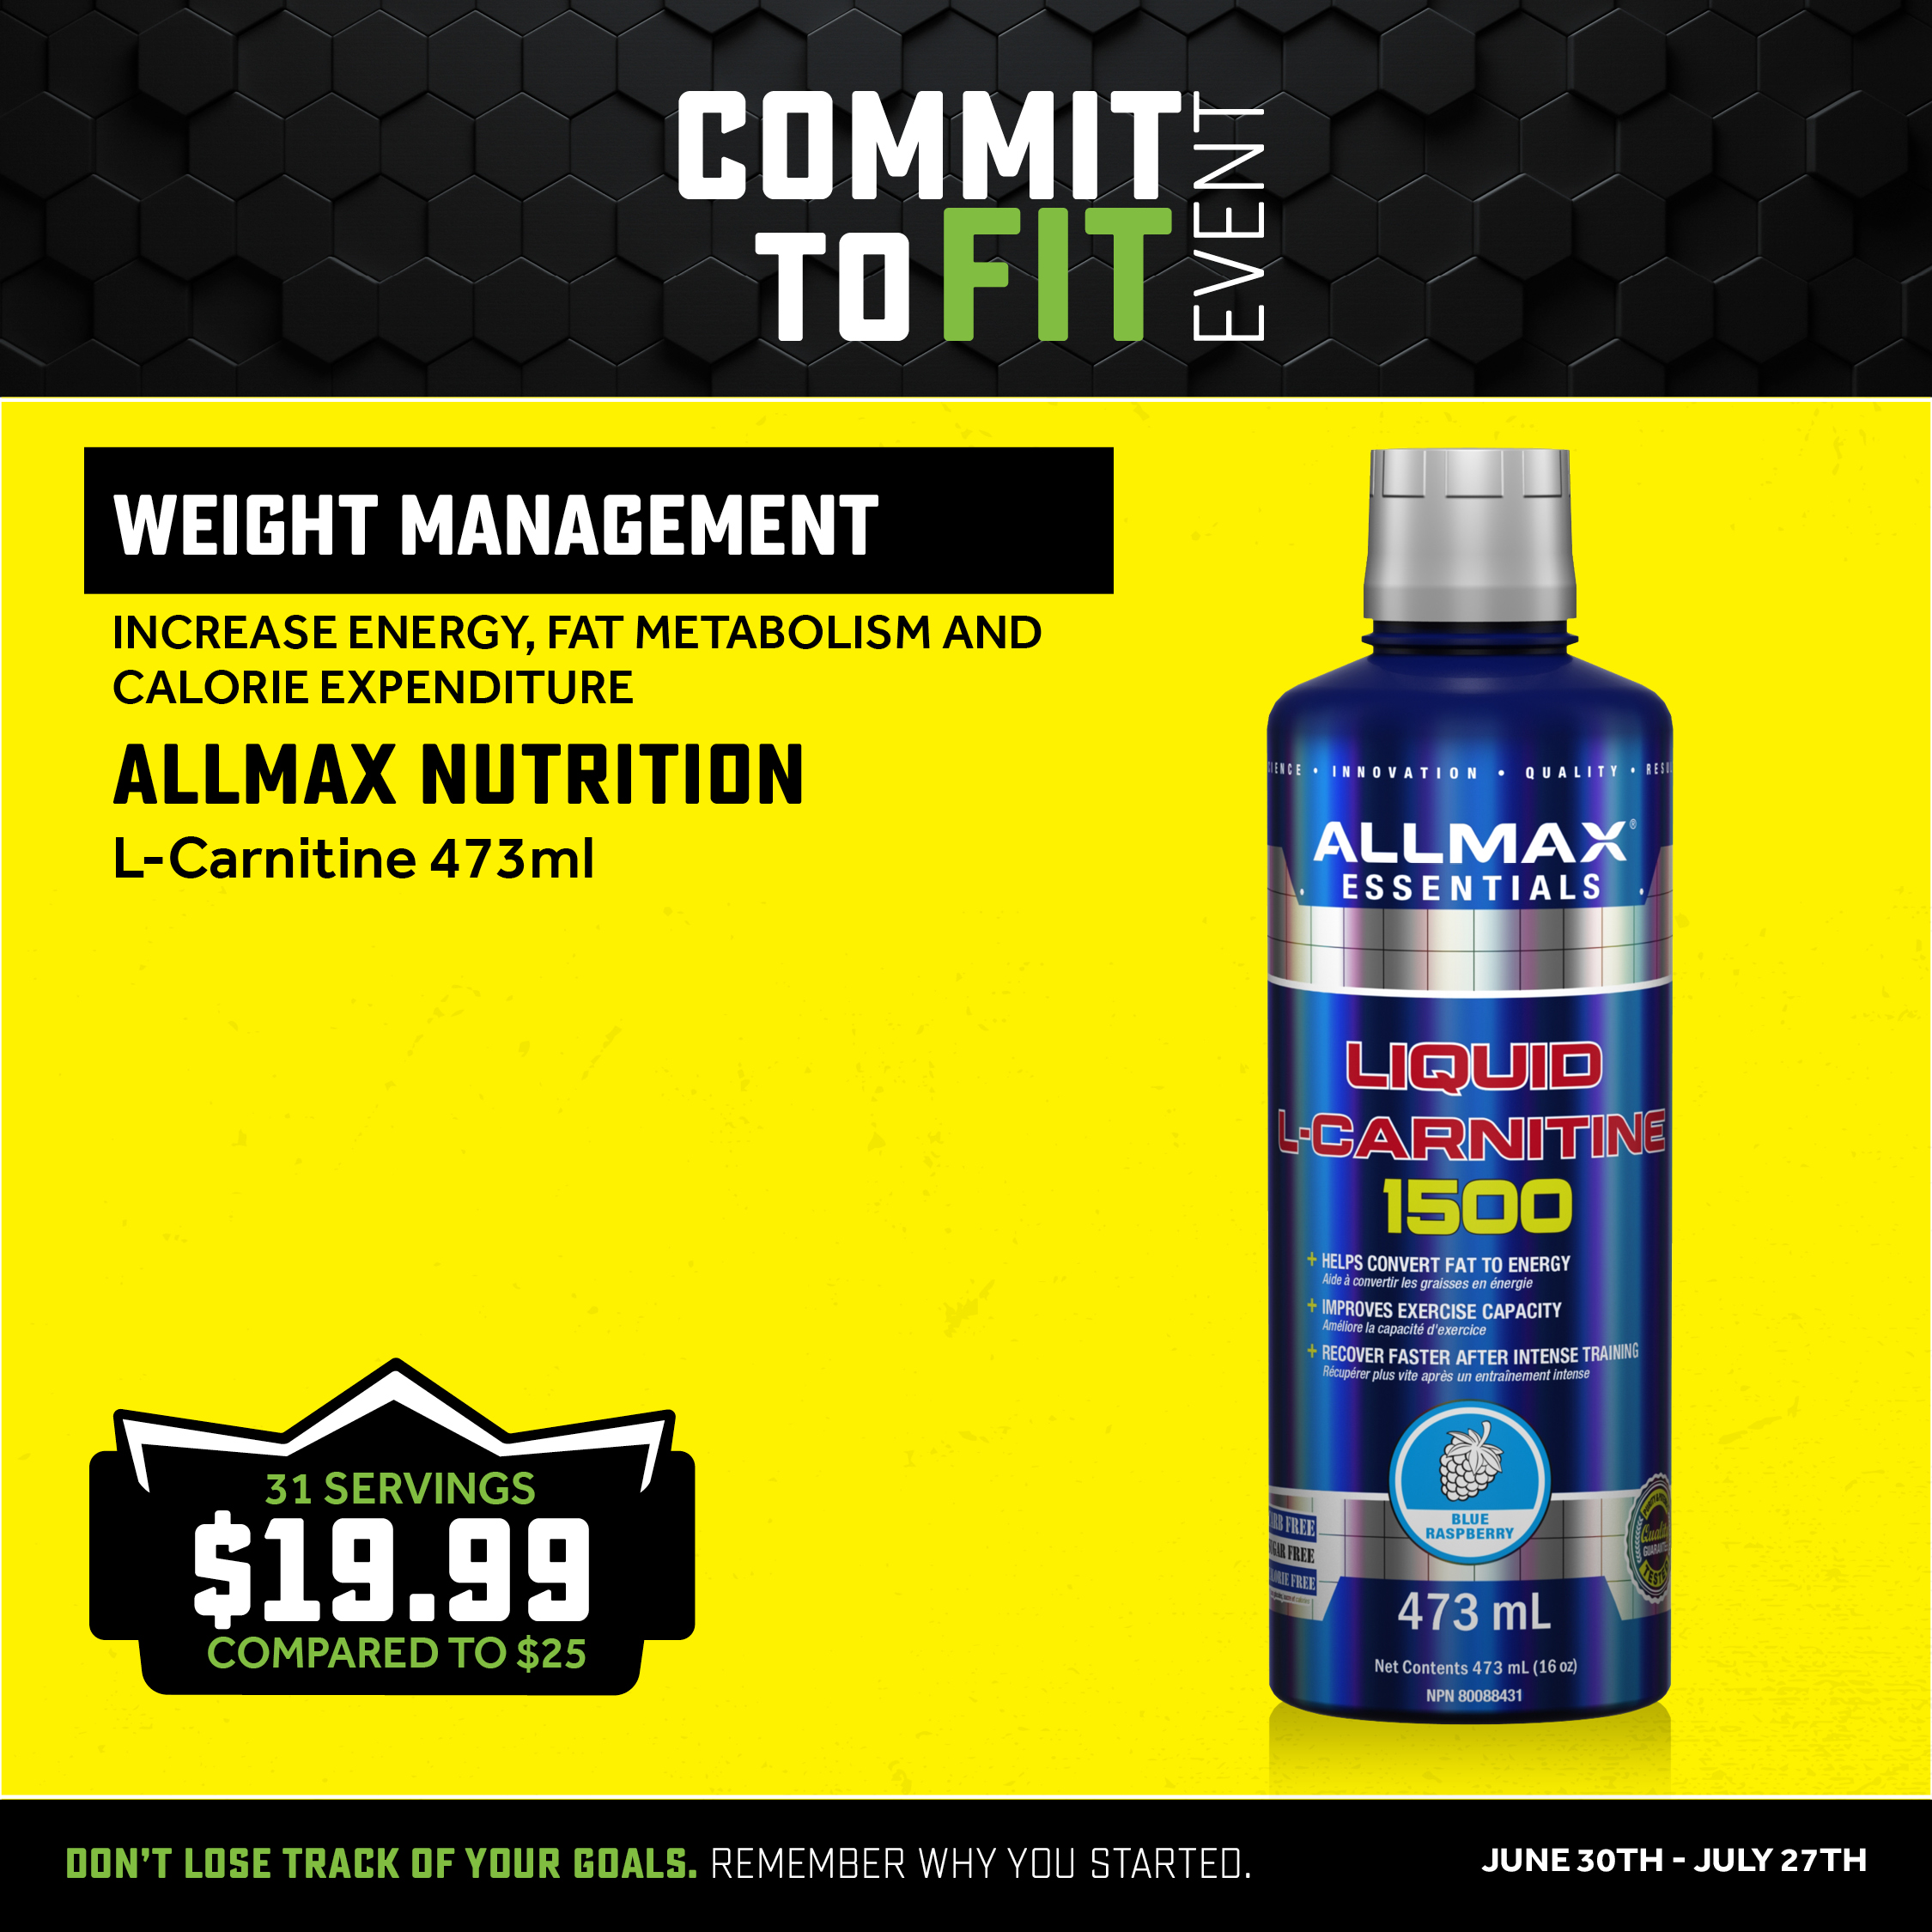 COMMIT
TO FIT
EVENT
WEIGHT MANAGEMENT
INCREASE ENERGY, FAT METABOLISM AND
CALORIE EXPENDITURE
ALLMAX NUTRITION
L-Carnitine 473ml
INNOVATION • QUALITY •
ALLMAX®
ESSENTIALS
LIQUID
L-CARNITINE
1500
+ HELPS CONVERT FAT TO ENERGY
Aide à convertir les graisses en énergie
+ IMPROVES EXERCISE CAPACITY
Améliore la capacité d'exercice
+ RECOVER FASTER AFTER INTENSE TRAINING
Récupérer plus vite après un entraînement intense
BLUE
RASPBERRY
FREE
FREE
FREE
473 mL
Net Contents 473 mL (16 oz)
NPN 80088431
31 SERVINGS
$19.99
COMPARED TO $25
DON'T LOSE TRACK OF YOUR GOALS. REMEMBER WHY YOU STARTED.
JUNE 30TH - JULY 27TH